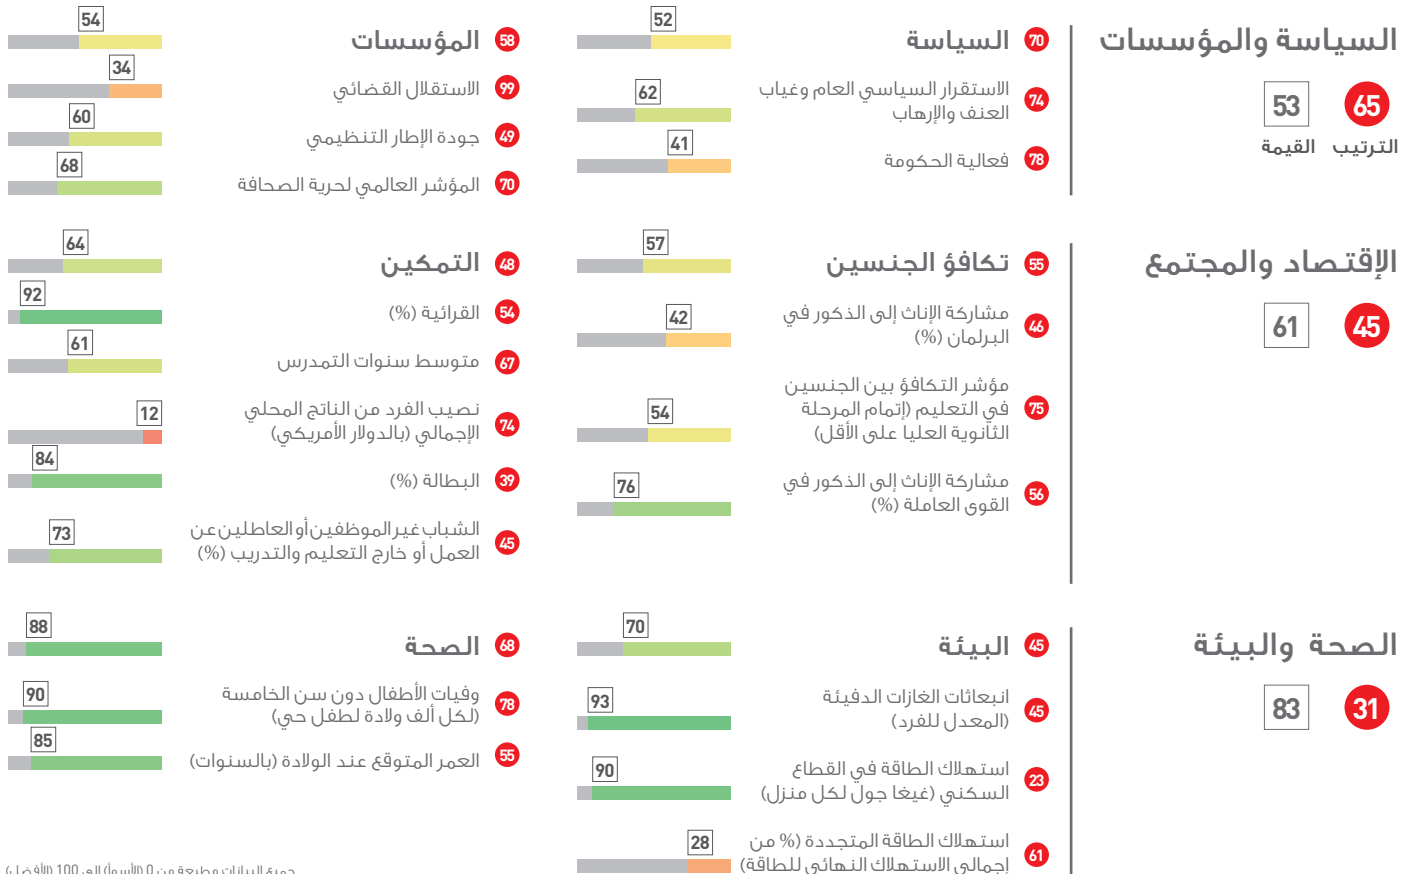 السياسة والمؤسسات
65 53
الترتيب القيمة
70 السياسة 52
74 الاستقرار السياسي العام وغياب
العنف والإرهاب 62
78 فعالية الحكومة 41
58 المؤسسات 54
99 الاستقلال القضائي 34
49 جودة الإطار التنظيمي 60
70 المؤشر العالمي لحرية الصحافة 68
الإقتصاد والمجتمع
45 61
55 تكافؤ الجنسين 57
46 مشاركة الإناث إلى الذكور في
البرلمان (%) 42
75 مؤشر التكافؤ بين الجنسين
في التعليم (إتمام المرحلة
الثانوية العليا على الأقل) 54
56 مشاركة الإناث إلى الذكور في
القوى العاملة (%) 76
48 التمكين 64
54 القرائية (%) 92
67 متوسط سنوات التمدرس 61
74 نصيب الفرد من الناتج المحلي
الإجمالي (بالدولار الأمريكي) 12
39 البطالة (%) 84
45 الشباب غير الموظفين أو العاطلين عن
العمل أو خارج التعليم والتدريب (%) 73
الصحة والبيئة
31 83
45 البيئة 70
45 انبعاثات الغازات الدفيئة
(المعدل للفرد) 93
23 استهلاك الطاقة في القطاع
السكني (غيغا جول لكل منزل) 90
61 استهلاك الطاقة المتجددة (% من
إجمالي الاستهلاك النهائي للطاقة) 28
68 الصحة 88
78 وفيات الأطفال دون سن الخامسة
(لكل ألف ولادة لطفل حي) 90
55 العمر المتوقع عند الولادة (بالسنوات) 85
جميع البيانات مطبعة من 0 (الأسوأ) إلى 100 (الأفضل)